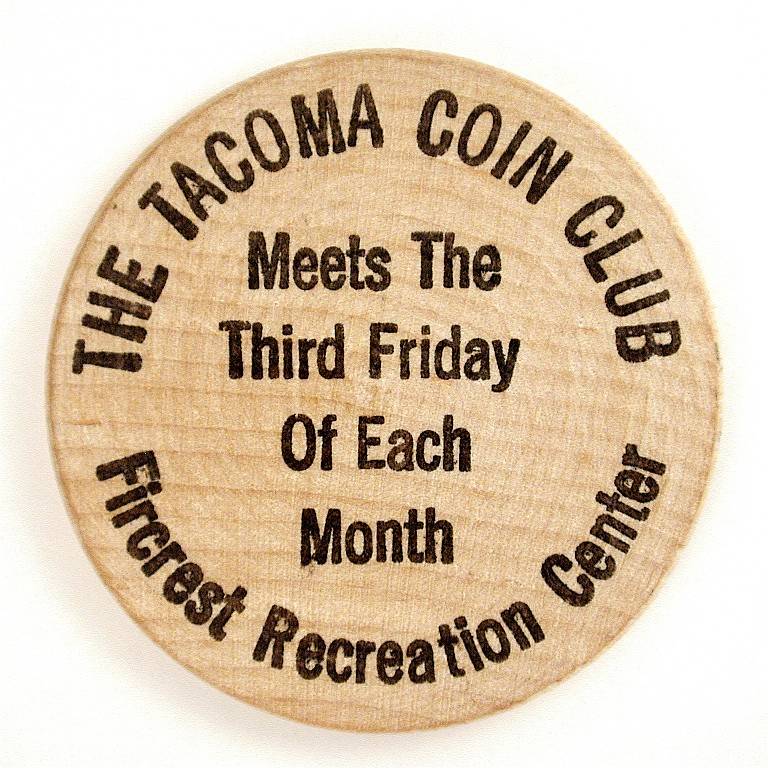 THE TACOMA COIN CLUB
Meets The
Third Friday
Of Each
Month
Fircrest Recreation Center